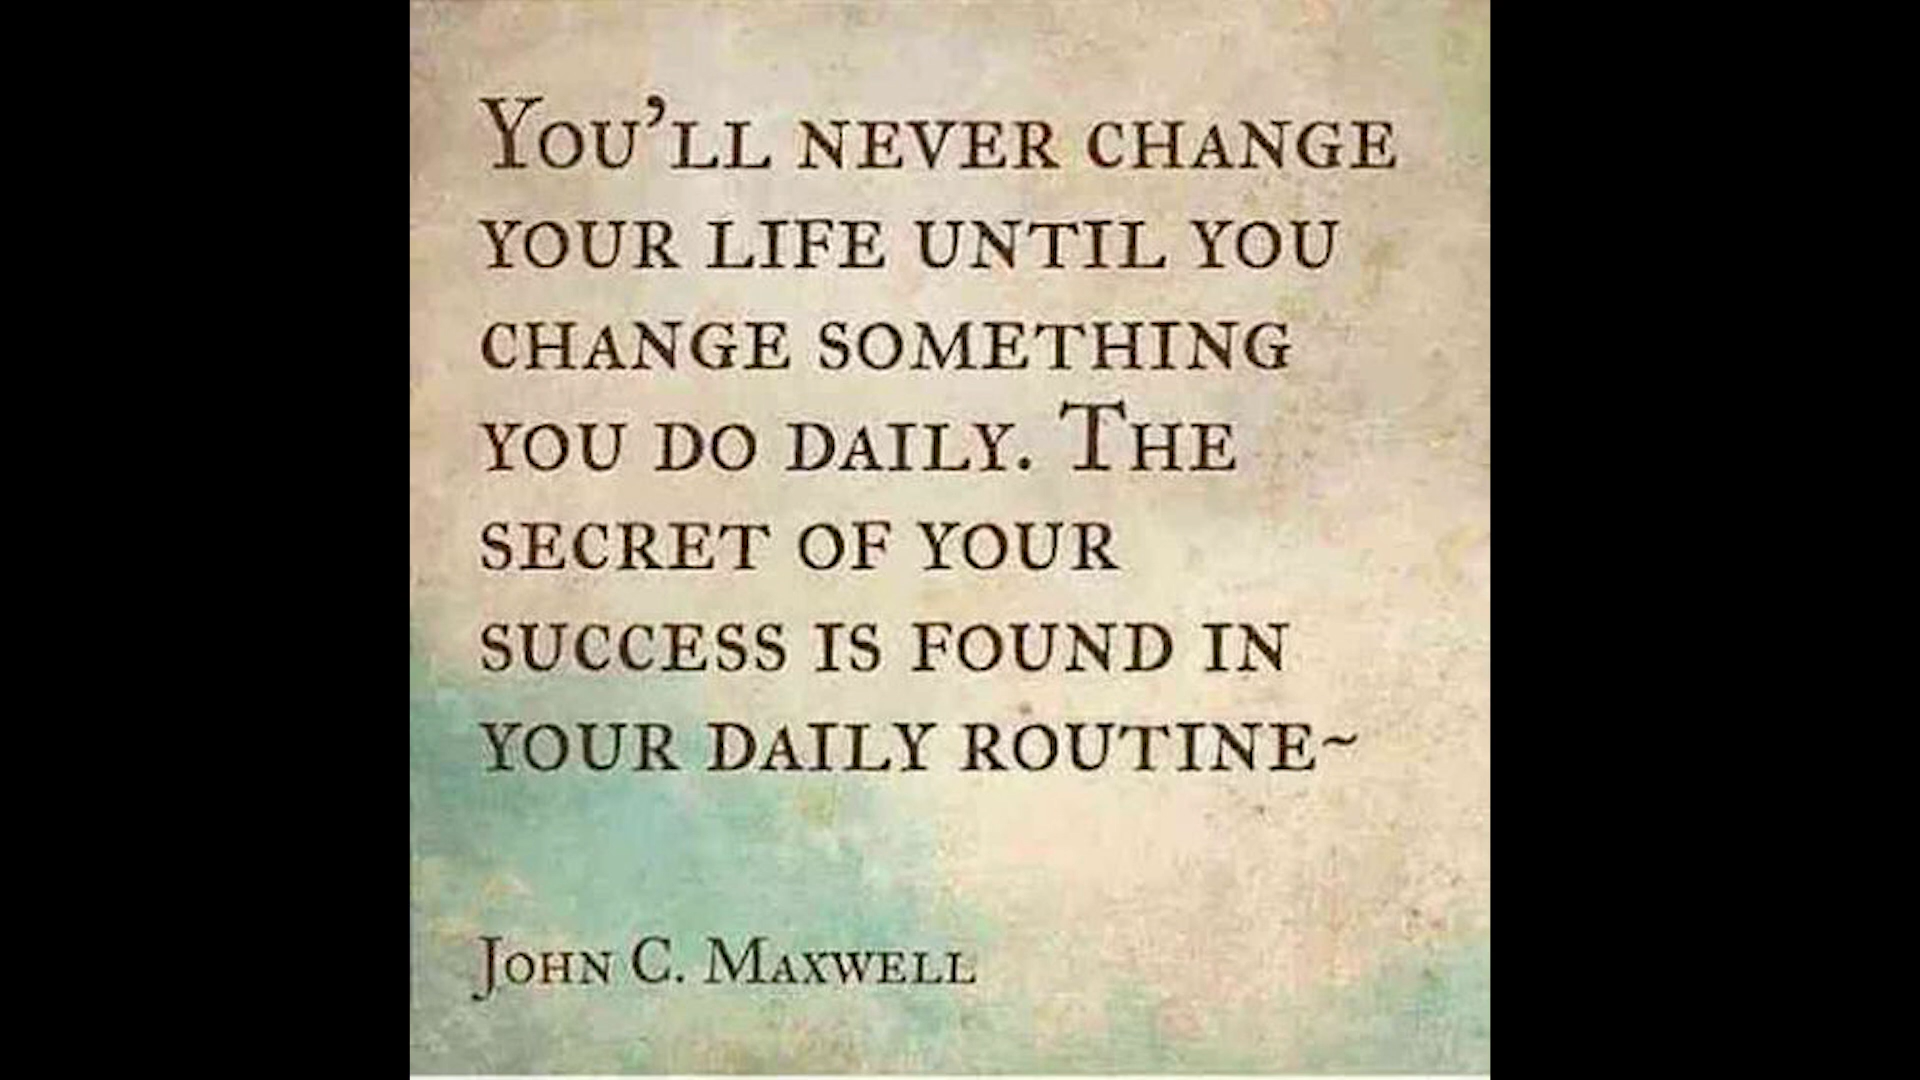 You'll never change
your life until you
change something
you do daily. The
secret of your
success is found in
your daily routine~
John C. Maxwell